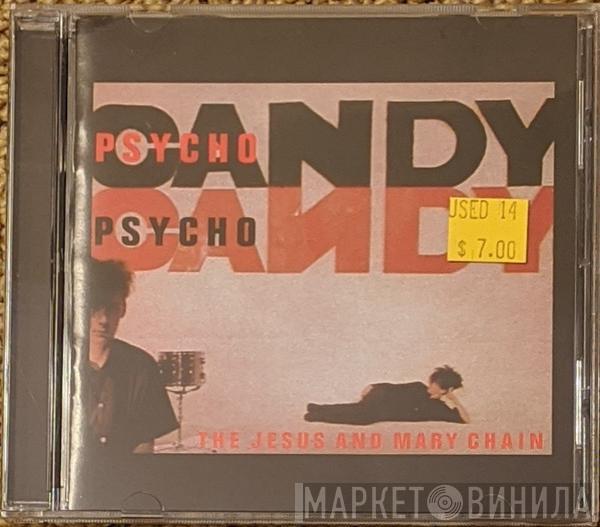 CANDY
PSYCHO
CANDY
PSYCHO
USED 14
$ 7.00
THE JESUS AND MARY CHAIN
МАРКЕТ ВИНИЛА